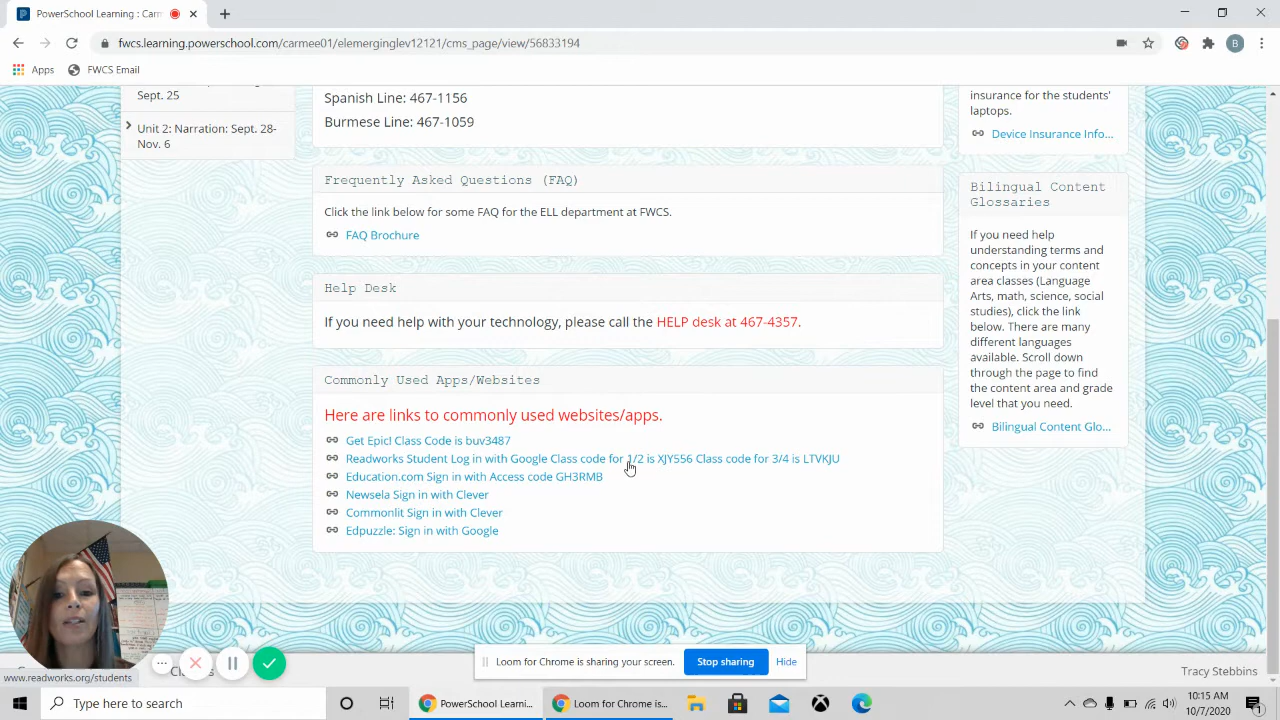 PowerSchool Learning : Carm
fwcs.learning.powerschool.com/carmee01/elemerginglev12121/cms_page/view/56833194
B
Apps
FWCS Email
Sept. 25
Unit 2: Narration: Sept. 28-
Nov. 6
Spanish Line: 467-1156
Burmese Line: 467-1059
Frequently Asked Questions (FAQ)
Click the link below for some FAQ for the ELL department at FWCS.
FAQ Brochure
Help Desk
If you need help with your technology, please call the HELP desk at 467-4357.
Commonly Used Apps/Websites
Here are links to commonly used websites/apps.
Get Epic! Class Code is buv3487
Readworks Student Log in with Google Class code for 1/2 is XJY556 Class code for 3/4 is LTVKJU
Education.com Sign in with Access code GH3RMB
Newsela Sign in with Clever
Commonlit Sign in with Clever
Edpuzzle: Sign in with Google
insurance for the students'
laptops.
Device Insurance Info...
Bilingual Content
Glossaries
If you need help
understanding terms and
concepts in your content
area classes (Language
Arts, math, science, social
studies), click the link
below. There are many
different languages
available. Scroll down
through the page to find
the content area and grade
level that you need.
Bilingual Content Glo...
Loom for Chrome is sharing your screen.
Stop sharing
Hide
Tracy Stebbins
www.readworks.org/students
Type here to search
PowerSchool Learni...
Loom for Chrome is...
10:15 AM
10/7/2020
1